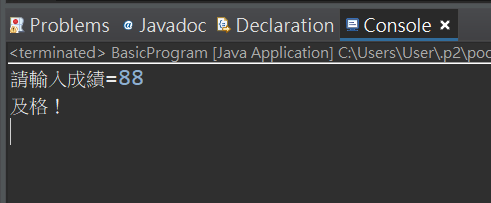 Problems Javadoc Declaration Console
<terminated> BasicProgram [Java Application] C:\Users\User\.p2\poo
請輸入成績=88
及格！